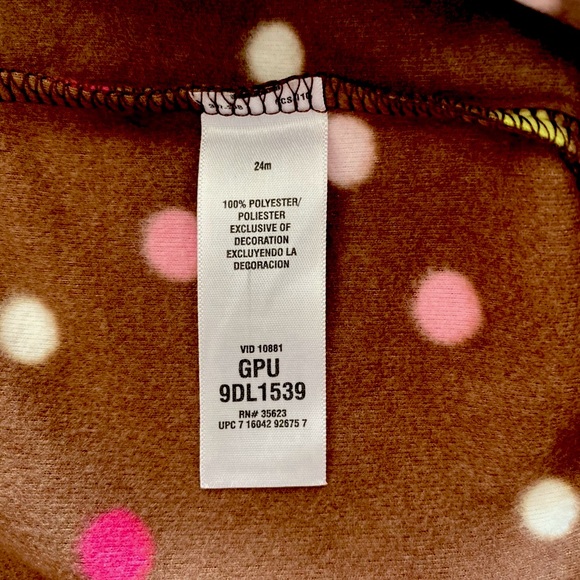 24m
100% POLYESTER/
POLIESTER
EXCLUSIVE OF
DECORATION
EXCLUYENDO LA
DECORACION
VID 10881
GPU
9DL1539
RN# 35623
UPC 7 16042 92675 7